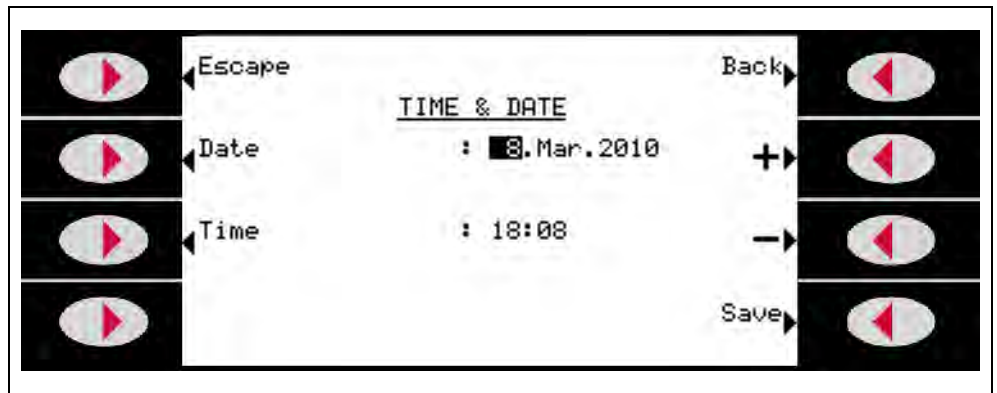 Escape Back
TIME & DATE
Date : 8.Mar.2010 +
Time : 18:08 −
Save